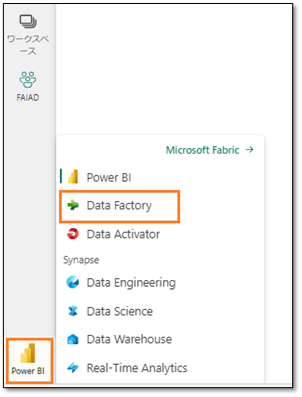 ワークスペ
ース
FAIAD
Microsoft Fabric →
Power BI
Data Factory
Data Activator
Synapse
Data Engineering
Data Science
Data Warehouse
Real-Time Analytics
Power BI